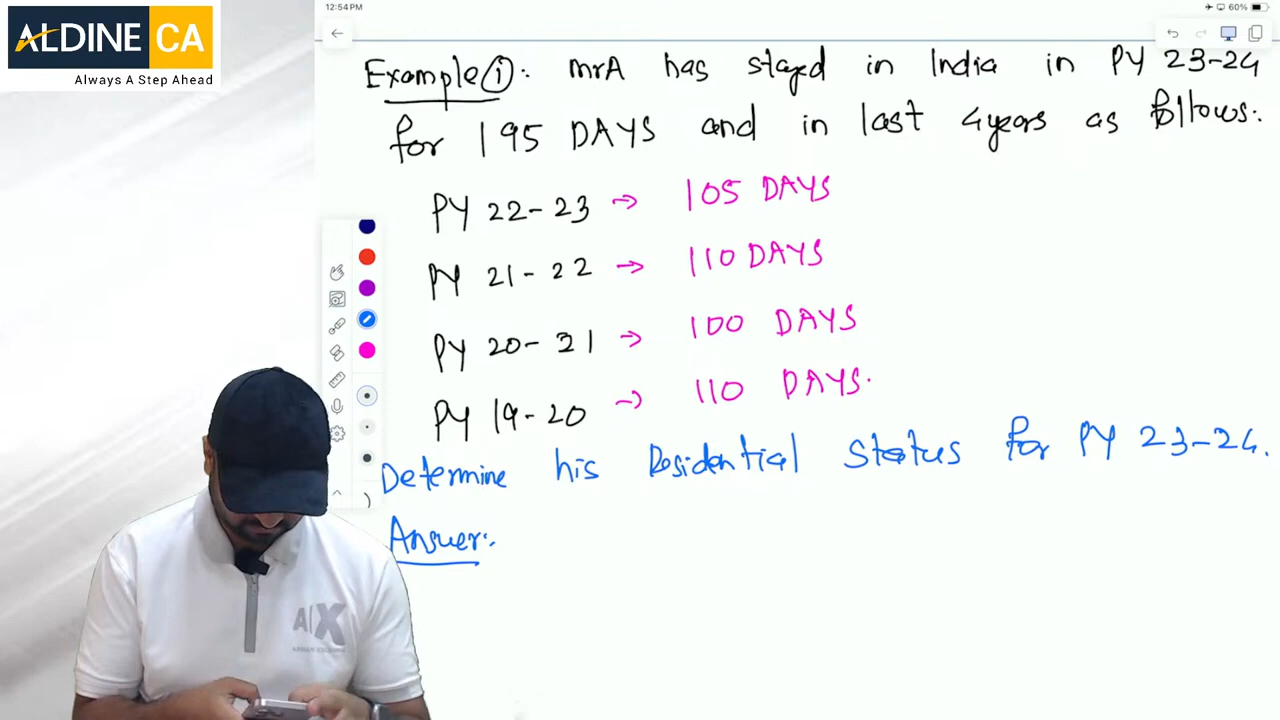 12:54 PM
60%
ALDINE CA
Always A Step Ahead
Example ①: Mr A has stayed in India in PY 23-24
for 195 DAYS and in last 4 years as follows:
PY 22-23 → 105 DAYS
PY 21-22 → 110 DAYS
PY 20-21 → 100 DAYS
PY 19-20 → 110 DAYS.
Determine his Residential Status for PY 23-24.
Answer: